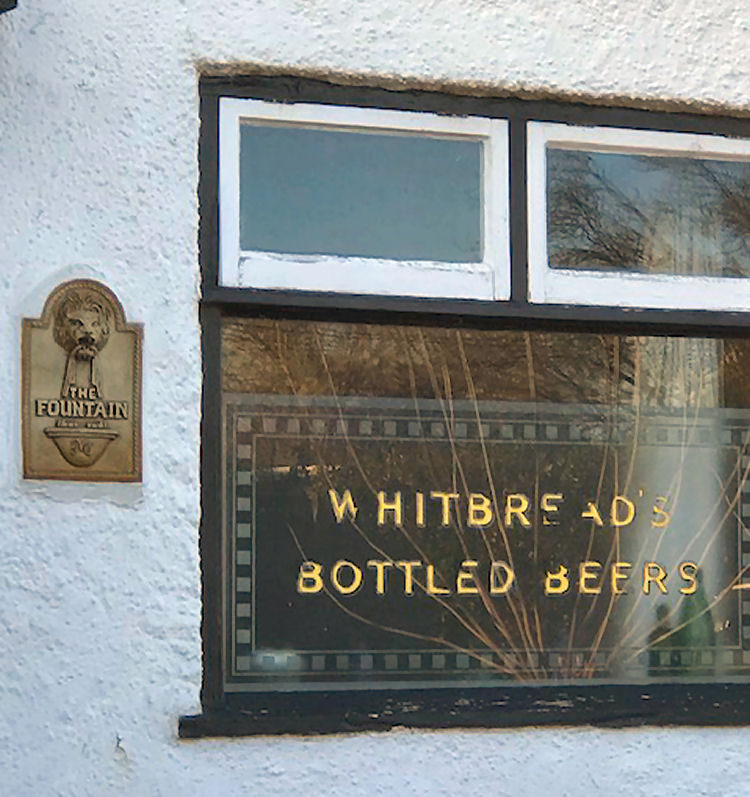 THE
FOUNTAIN
WHITBREAD'S
BOTTLED BEERS